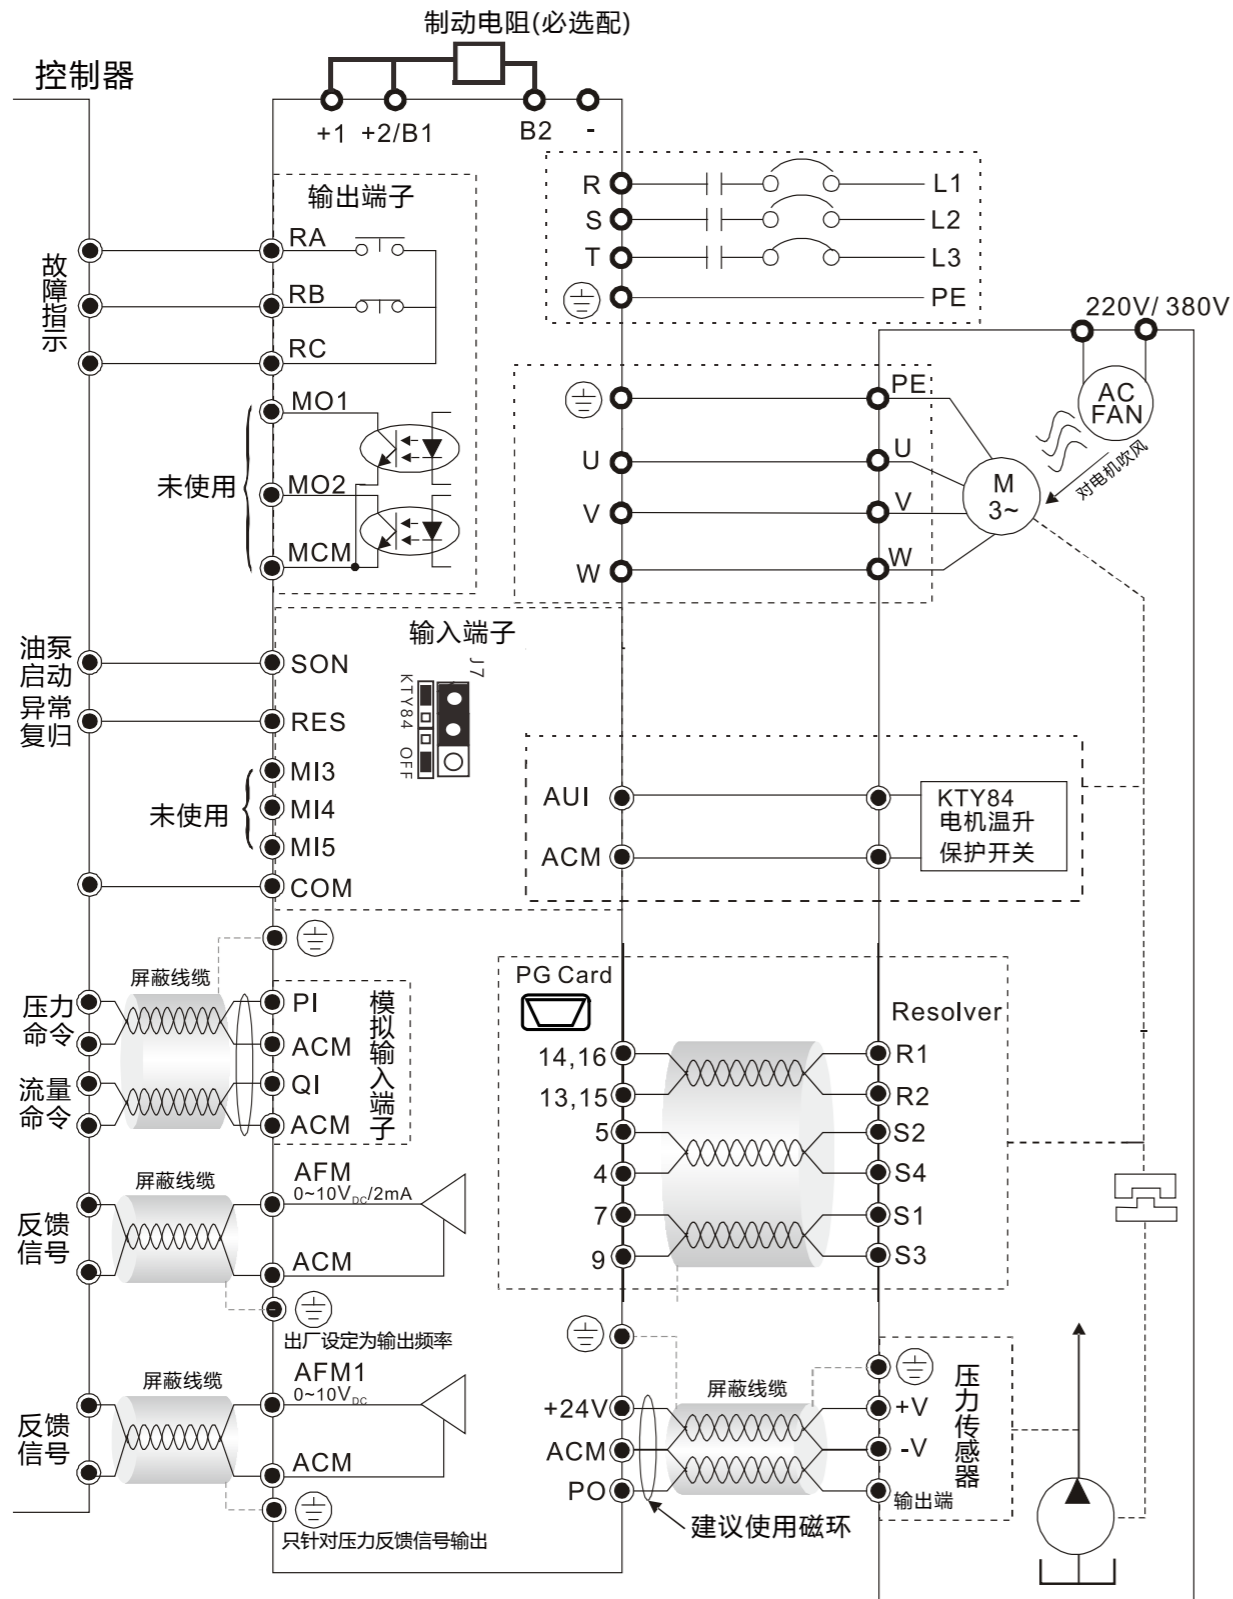 制动电阻(必选配)
控制器
+1 +2/B1 B2 -
输出端子
RA
RB
RC
故障指示
MO1
MO2
MCM
未使用
R
S
T
L1
L2
L3
PE
220V/ 380V
AC
FAN
对电机吹风
PE
U
V
W
U
V
W
M
3~
输入端子
J7
KTY84 OFF
油泵
启动
SON
异常
复归
RES
MI3
MI4
MI5
未使用
COM
AUI
ACM
KTY84
电机温升
保护开关
屏蔽线缆
压力
命令
流量
命令
PI
ACM
QI
ACM
模拟输入端子
PG Card
Resolver
14,16
13,15
5
4
7
9
R1
R2
S2
S4
S1
S3
屏蔽线缆
反馈
信号
AFM
0~10VDC/2mA
ACM
出厂设定为输出频率
屏蔽线缆
反馈
信号
AFM1
0~10VDC
ACM
只针对压力反馈信号输出
屏蔽线缆
+24V
ACM
PO
+V
-V
输出端
压力传感器
建议使用磁环